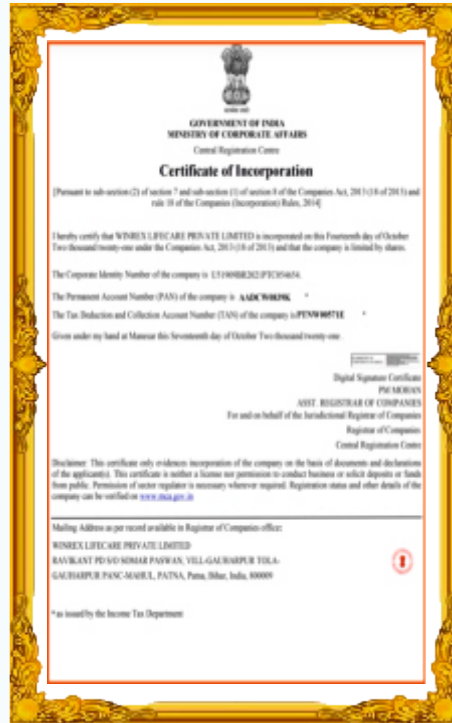 GOVERNMENT OF INDIA
MINISTRY OF CORPORATE AFFAIRS
Central Registration Centre
Certificate of Incorporation
[Pursuant to sub-section (2) of section 7 and sub-section (1) of section 8 of the Companies Act, 2013 (18 of 2013) and
rule 18 of the Companies (Incorporation) Rules, 2014]
I hereby certify that WINREX LIFECARE PRIVATE LIMITED is incorporated on this Fourteenth day of October
Two thousand twenty-one under the Companies Act, 2013 (18 of 2013) and that the company is limited by shares.
The Corporate Identity Number of the company is
The Permanent Account Number (PAN) of the company is *
The Tax Deduction and Collection Account Number (TAN) of the company is PTNW00571E *
Given under my hand at Manesar this Seventeenth day of October Two thousand twenty-one .
Digital Signature Certificate
PM MOHAN
ASST. REGISTRAR OF COMPANIES
For and on behalf of the Jurisdictional Registrar of Companies
Registrar of Companies
Central Registration Centre
Disclaimer: This certificate only evidences incorporation of the company on the basis of documents and declarations
of the applicant(s). This certificate is neither a license nor permission to conduct business or solicit deposits or funds
from public. Permission of sector regulator is necessary wherever required. Registration status and other details of the
company can be verified on www.mca.gov.in
Mailing Address as per record available in Registrar of Companies office:
WINREX LIFECARE PRIVATE LIMITED
RAVIKANT PD S/O SOMAR PASWAN, VILL-GAUHARPUR TOLA-
GAUHARPUR PANC-MAHUL, PATNA, Patna, Bihar, India, 800009
* as issued by the Income Tax Department